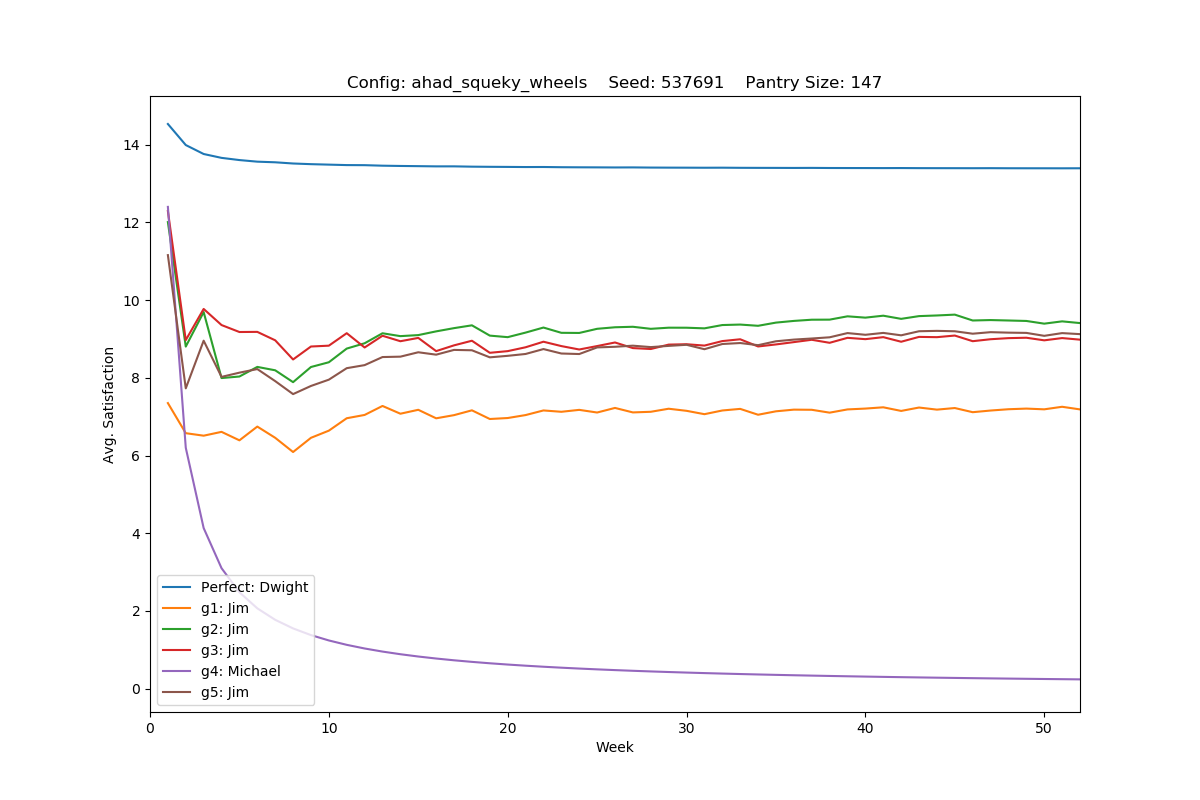 Config: ahad_squeky_wheels    Seed: 537691    Pantry Size: 147
14
12
10
8
6
4
2
0
Avg. Satisfaction
Perfect: Dwight
g1: Jim
g2: Jim
g3: Jim
g4: Michael
g5: Jim
0 10 20 30 40 50
Week